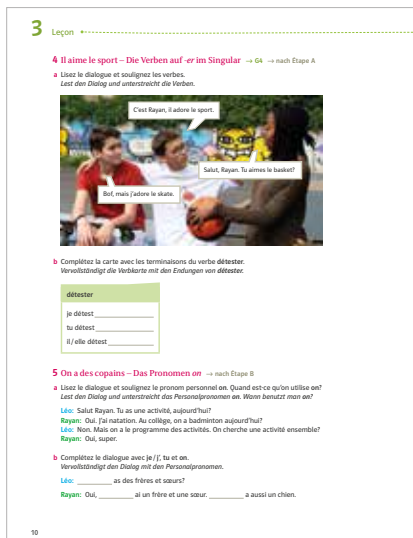 3 Leçon
4 Il aime le sport – Die Verben auf -er im Singular → G4 → nach Étape A
a Lisez le dialogue et soulignez les verbes.
Lest den Dialog und unterstreicht die Verben.
C'est Rayan, il adore le sport.
Salut, Rayan. Tu aimes le basket?
Bof, mais j'adore le skate.
b Complétez la carte avec les terminaisons du verbe détester.
Vervollständigt die Verbkarte mit den Endungen von détester.
détester
je détest
tu détest
il/elle détest
5 On a des copains – Das Pronomen on → nach Étape B
a Lisez le dialogue et soulignez le pronom personnel on. Quand est-ce qu'on utilise on?
Lest den Dialog und unterstreicht das Personalpronomen on. Wann benutzt man on?
Léo: Salut Rayan. Tu as une activité, aujourd'hui?
Rayan: Oui. J'ai natation. Au collège, on a badminton aujourd'hui?
Léo: Non. Mais on a le programme des activités. On cherche une activité ensemble?
Rayan: Oui, super.
b Complétez le dialogue avec je/j', tu et on.
Vervollständigt den Dialog mit den Personalpronomen.
Léo: ________ as des frères et sœurs?
Rayan: Oui, ________ ai un frère et une sœur. ________ a aussi un chien.
10